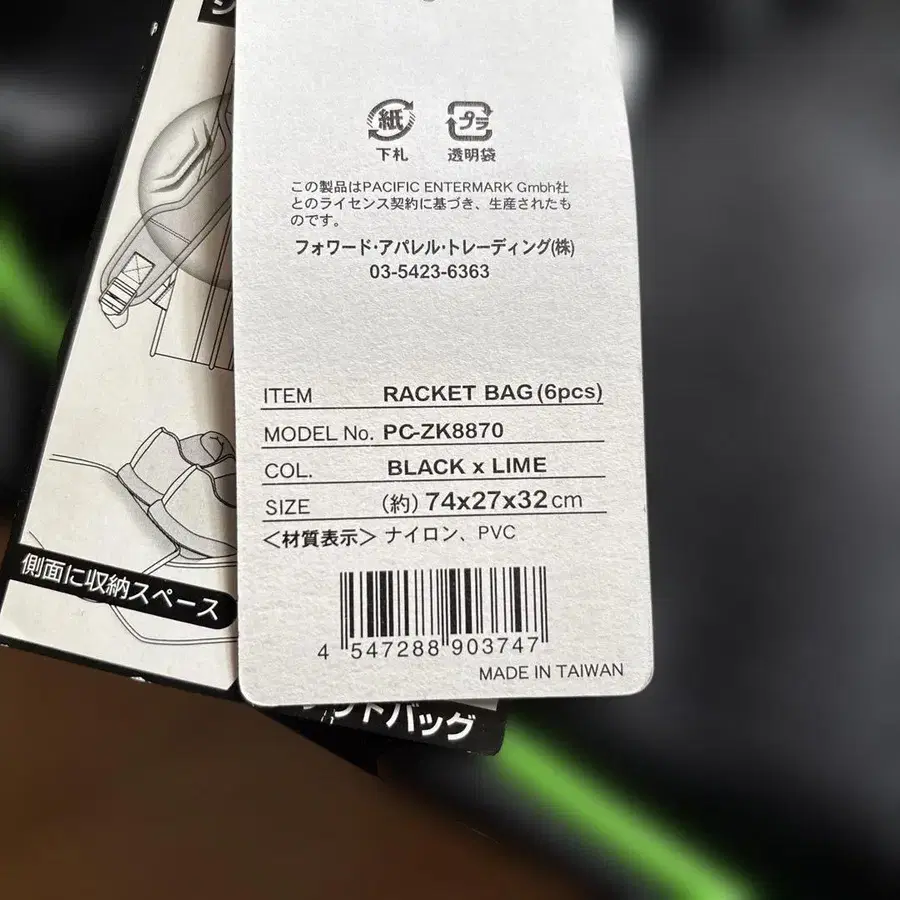 紙
プラ
下札
透明袋
この製品はPACIFIC ENTERMARK Gmbh社
とのライセンス契約に基づき、生産されたも
のです。
フォワード・アパレル・トレーディング(株)
03-5423-6363
ITEM RACKET BAG(6pcs)
MODEL No. PC-ZK8870
COL. BLACK x LIME
SIZE (約) 74x27x32cm
＜材質表示＞ ナイロン、PVC
4 547288 903747
MADE IN TAIWAN
側面に収納スペース
バッグ